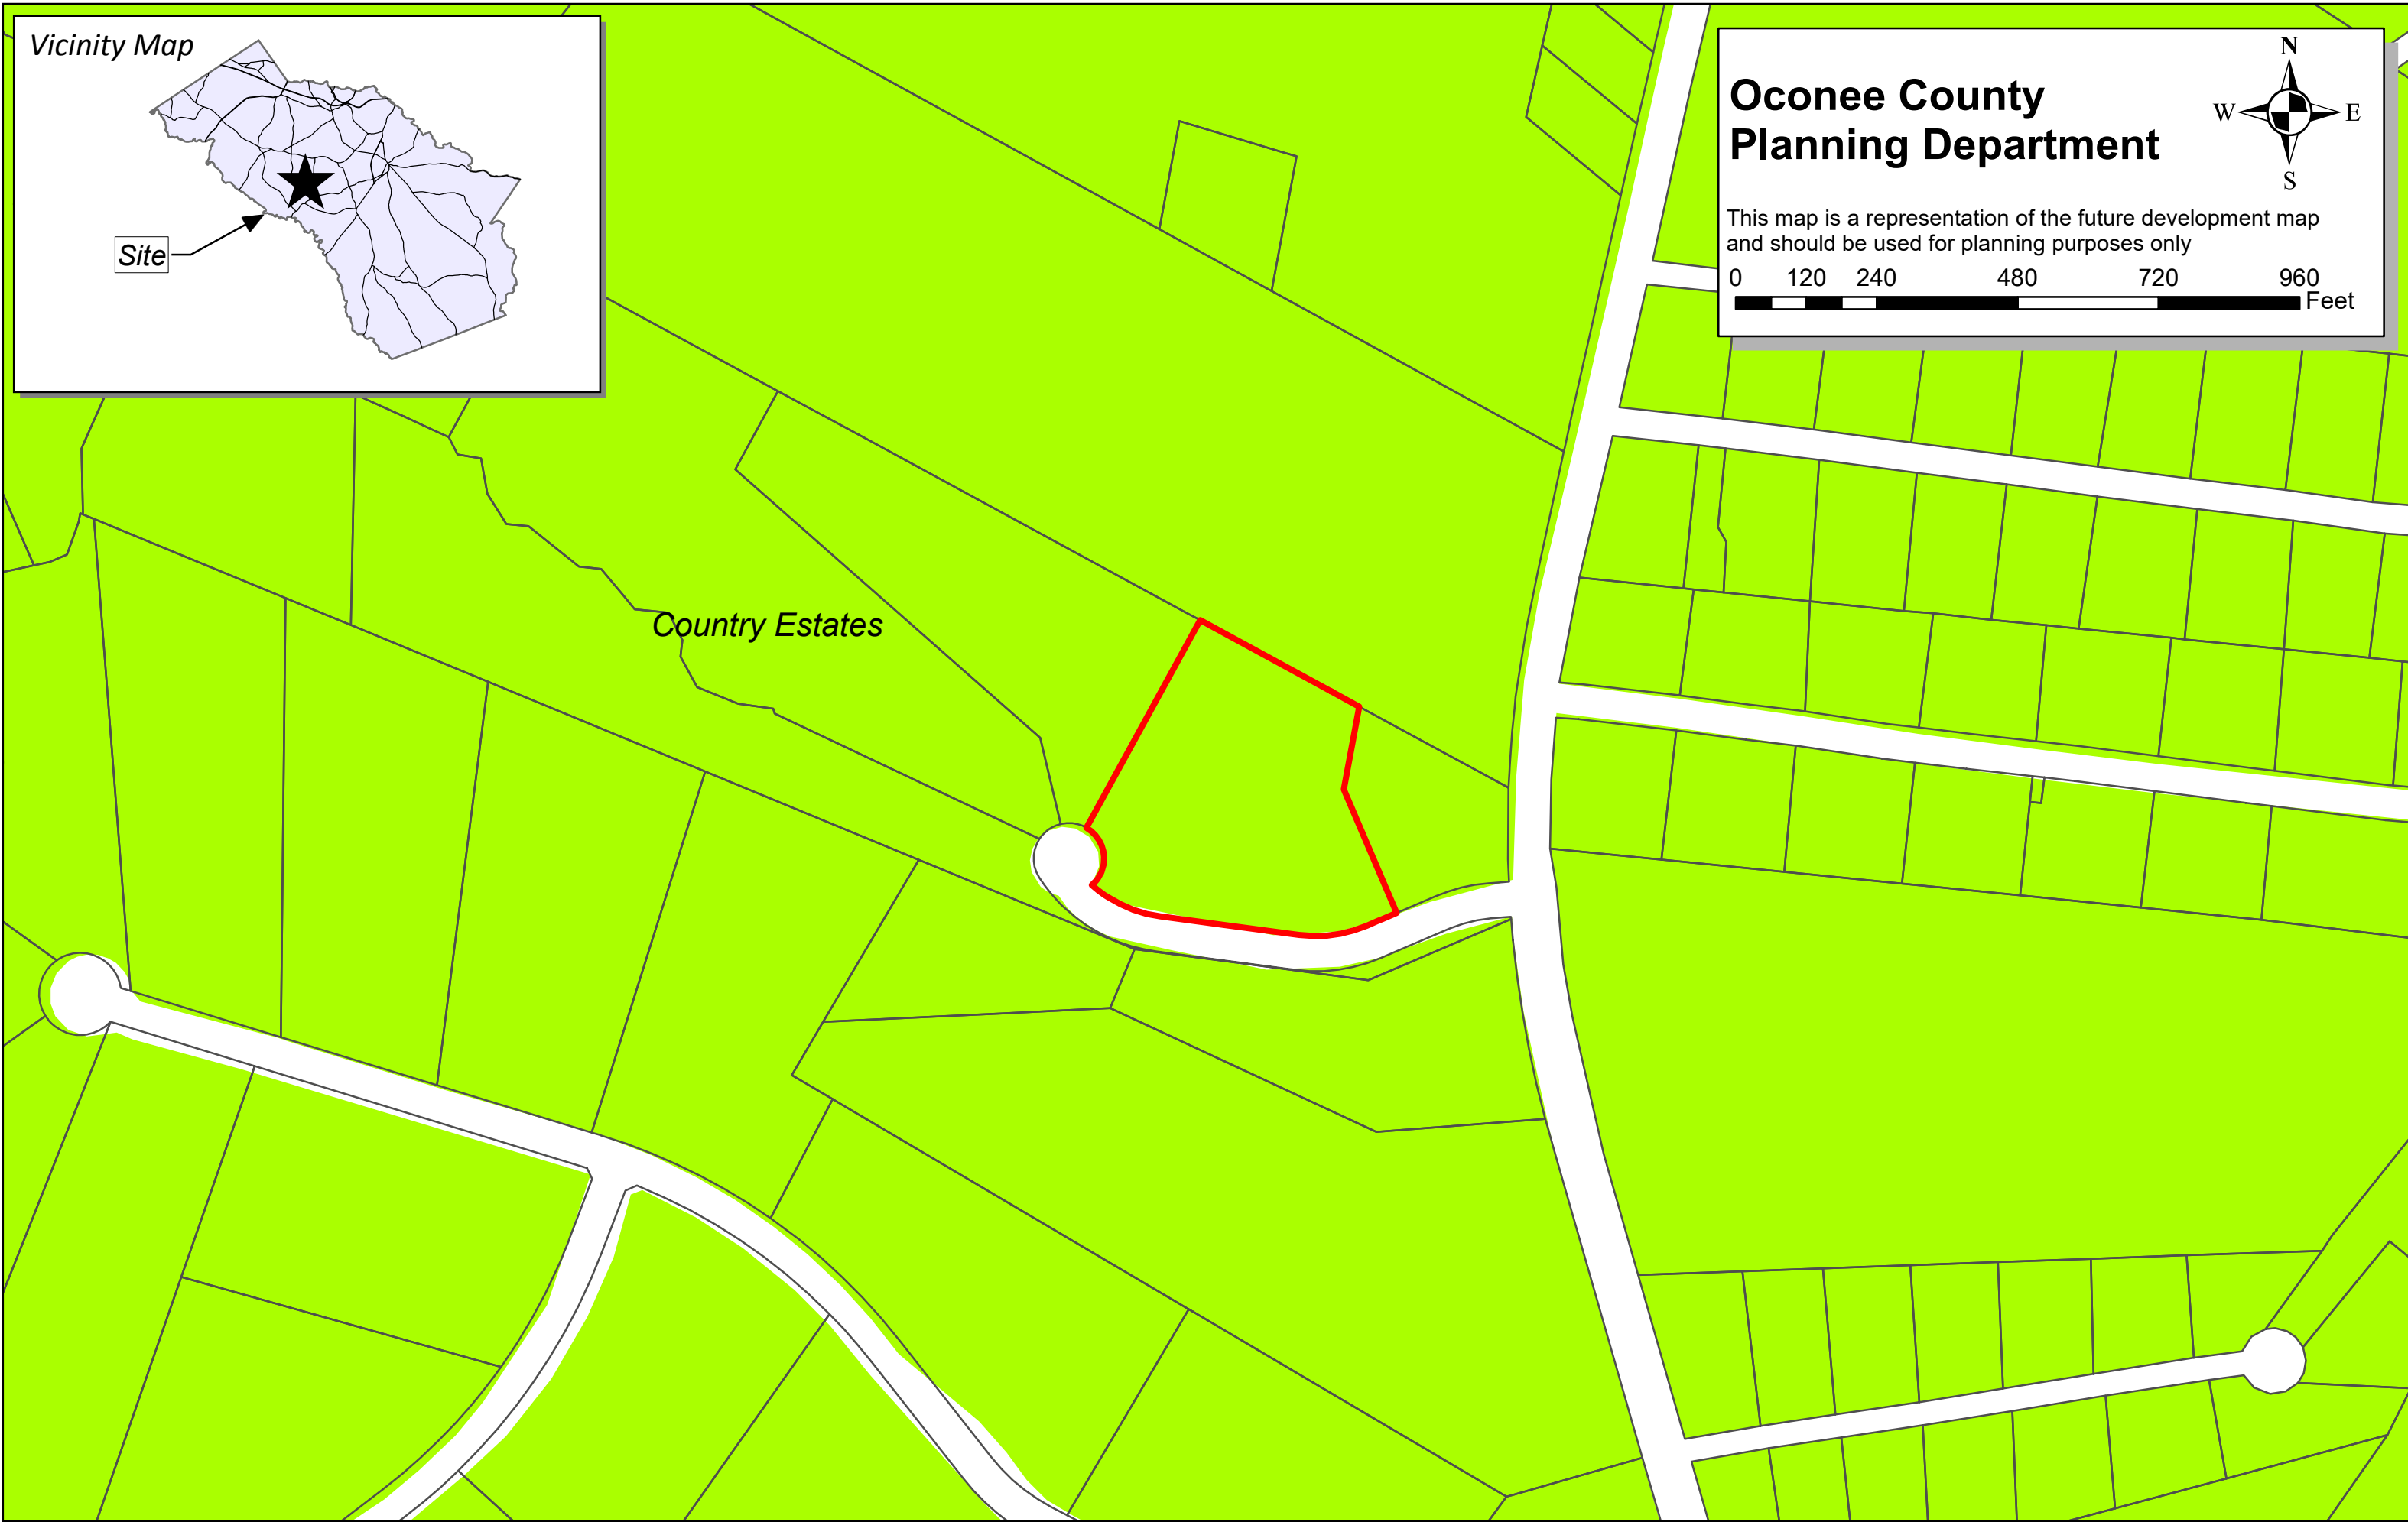 Vicinity Map
Site
Oconee County
Planning Department
N
W
E
S
This map is a representation of the future development map
and should be used for planning purposes only
0 120 240 480 720 960
Feet
Country Estates